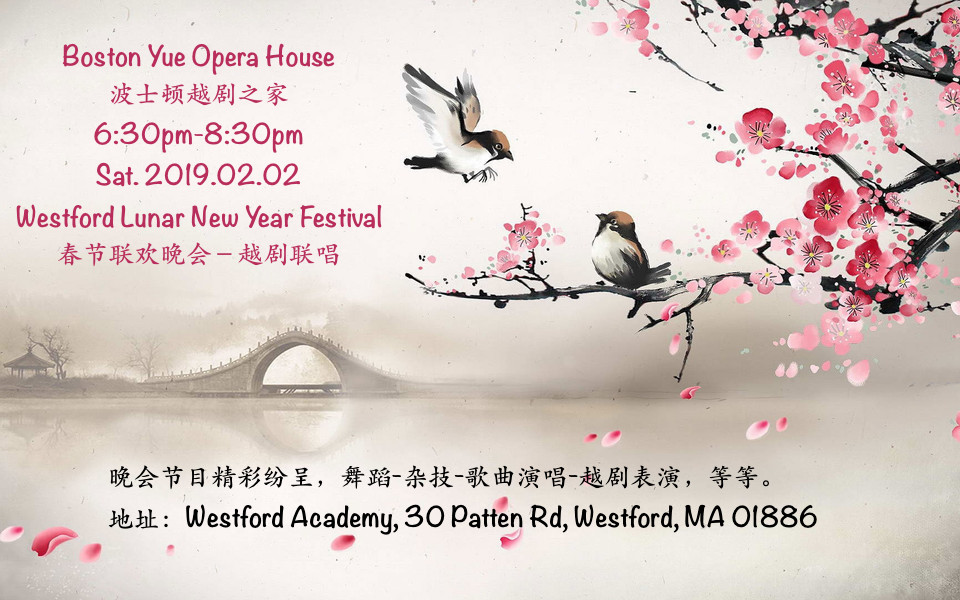 Boston Yue Opera House
波士顿越剧之家
6:30pm-8:30pm
Sat. 2019.02.02
Westford Lunar New Year Festival
春节联欢晚会－越剧联唱
晚会节目精彩纷呈，舞蹈-杂技-歌曲演唱-越剧表演，等等。
地址：Westford Academy, 30 Patten Rd, Westford, MA 01886